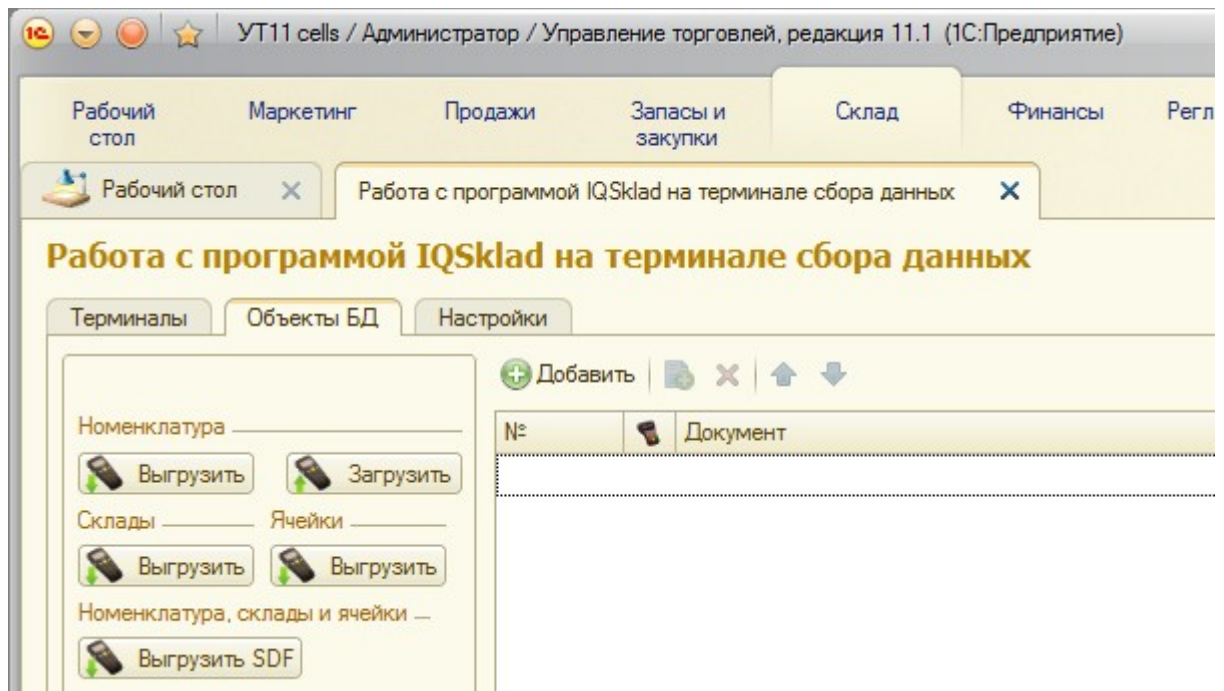 1С УТ11 cells / Администратор / Управление торговлей, редакция 11.1 (1С:Предприятие)
Рабочий стол Маркетинг Продажи Запасы и закупки Склад Финансы Регл
Рабочий стол Работа с программой IQSklad на терминале сбора данных
Работа с программой IQSklad на терминале сбора данных
Терминалы Объекты БД Настройки
Добавить
Номенклатура
№ Документ
Выгрузить Загрузить
Склады Ячейки
Выгрузить Выгрузить
Номенклатура, склады и ячейки
Выгрузить SDF